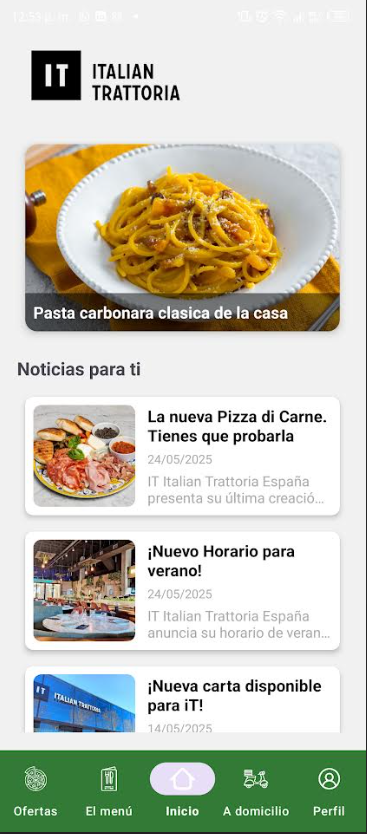 12:53 p. m.
IT ITALIAN
TRATTORIA
Pasta carbonara clasica de la casa
Noticias para ti
La nueva Pizza di Carne.
Tienes que probarla
24/05/2025
IT Italian Trattoria España
presenta su última creació...
¡Nuevo Horario para
verano!
24/05/2025
IT Italian Trattoria España
anuncia su horario de veran...
IT ITALIAN TRATTORIA
¡Nueva carta disponible
para iT!
14/05/2025
Ofertas
El menú
Inicio
A domicilio
Perfil